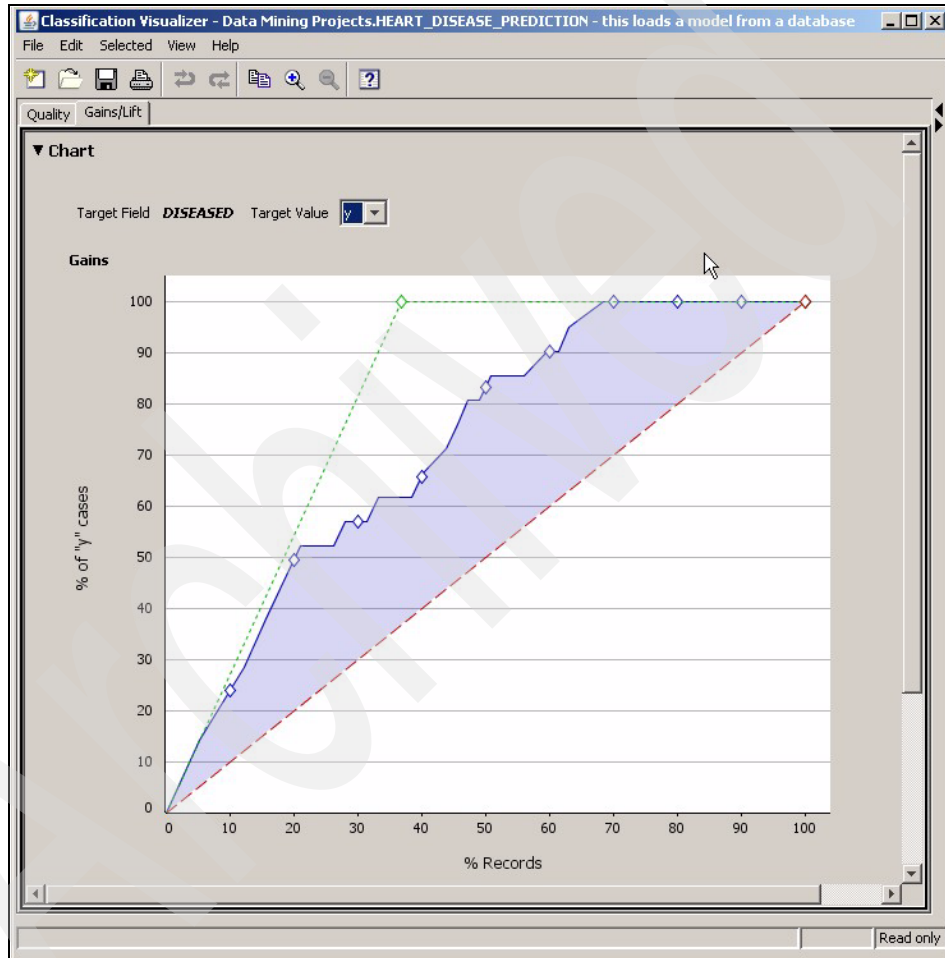 Classification Visualizer - Data Mining Projects.HEART_DISEASE_PREDICTION - this loads a model from a database
File Edit Selected View Help
Quality Gains/Lift
Chart
Target Field DISEASED Target Value y
Gains
100
90
80
70
60
50
40
30
20
10
0
% of "y" cases
0 10 20 30 40 50 60 70 80 90 100
% Records
Read only
Archived